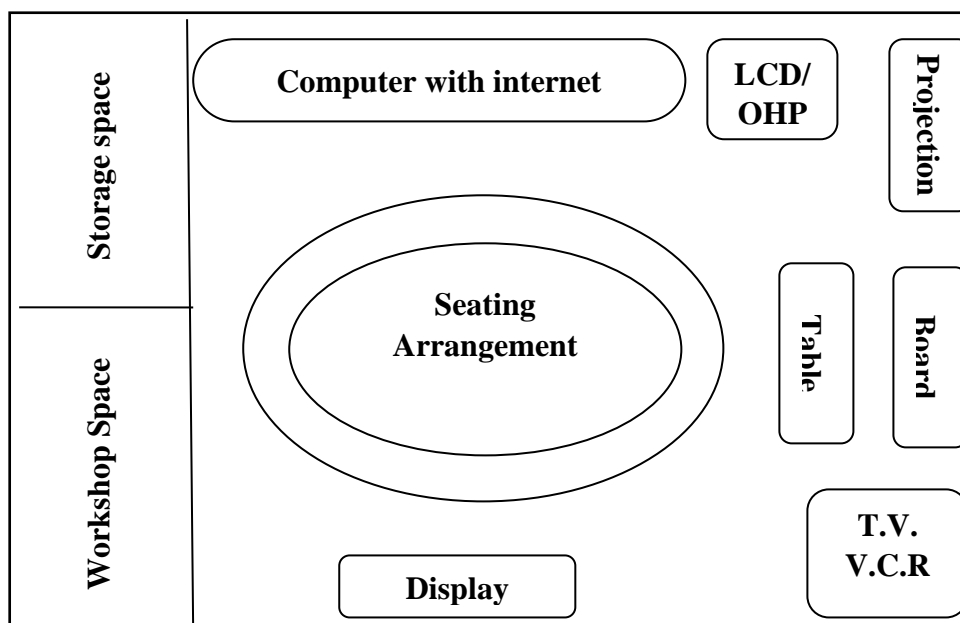 Storage space
Computer with internet
LCD/
OHP
Projection
Seating
Arrangement
Table
Board
Workshop Space
T.V.
V.C.R
Display